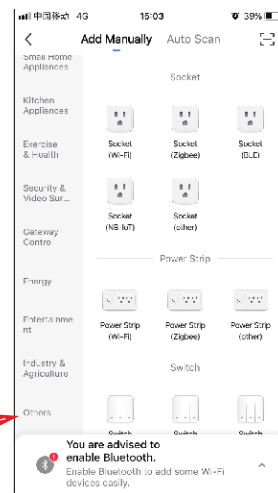 中国移动 4G 15:03 39%
Add Manually Auto Scan
Small Home
Appliances
Kitchen
Appliances
Exercise
& Health
Security &
Video Sur...
Gateway
Contro
Energy
Entertainme
nt
Industry &
Agriculture
Others
Socket
Socket
(Wi-Fi)
Socket
(Zigbee)
Socket
(BLE)
Socket
(NB-IoT)
Socket
(other)
Power Strip
Power Strip
(Wi-Fi)
Power Strip
(Zigbee)
Power Strip
(other)
Switch
Switch
Switch
Switch
You are advised to
enable Bluetooth.
Enable Bluetooth to add some Wi-Fi
devices easily.